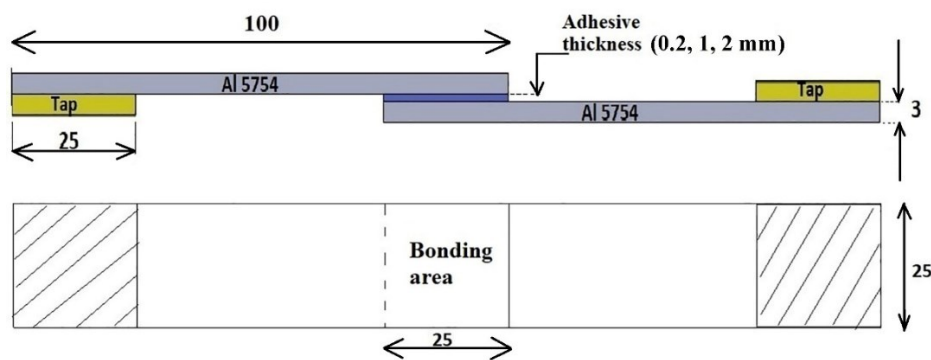 100
Adhesive
thickness (0.2, 1, 2 mm)
Al 5754
Tap
Tap
Al 5754
3
25
Bonding
area
25
25